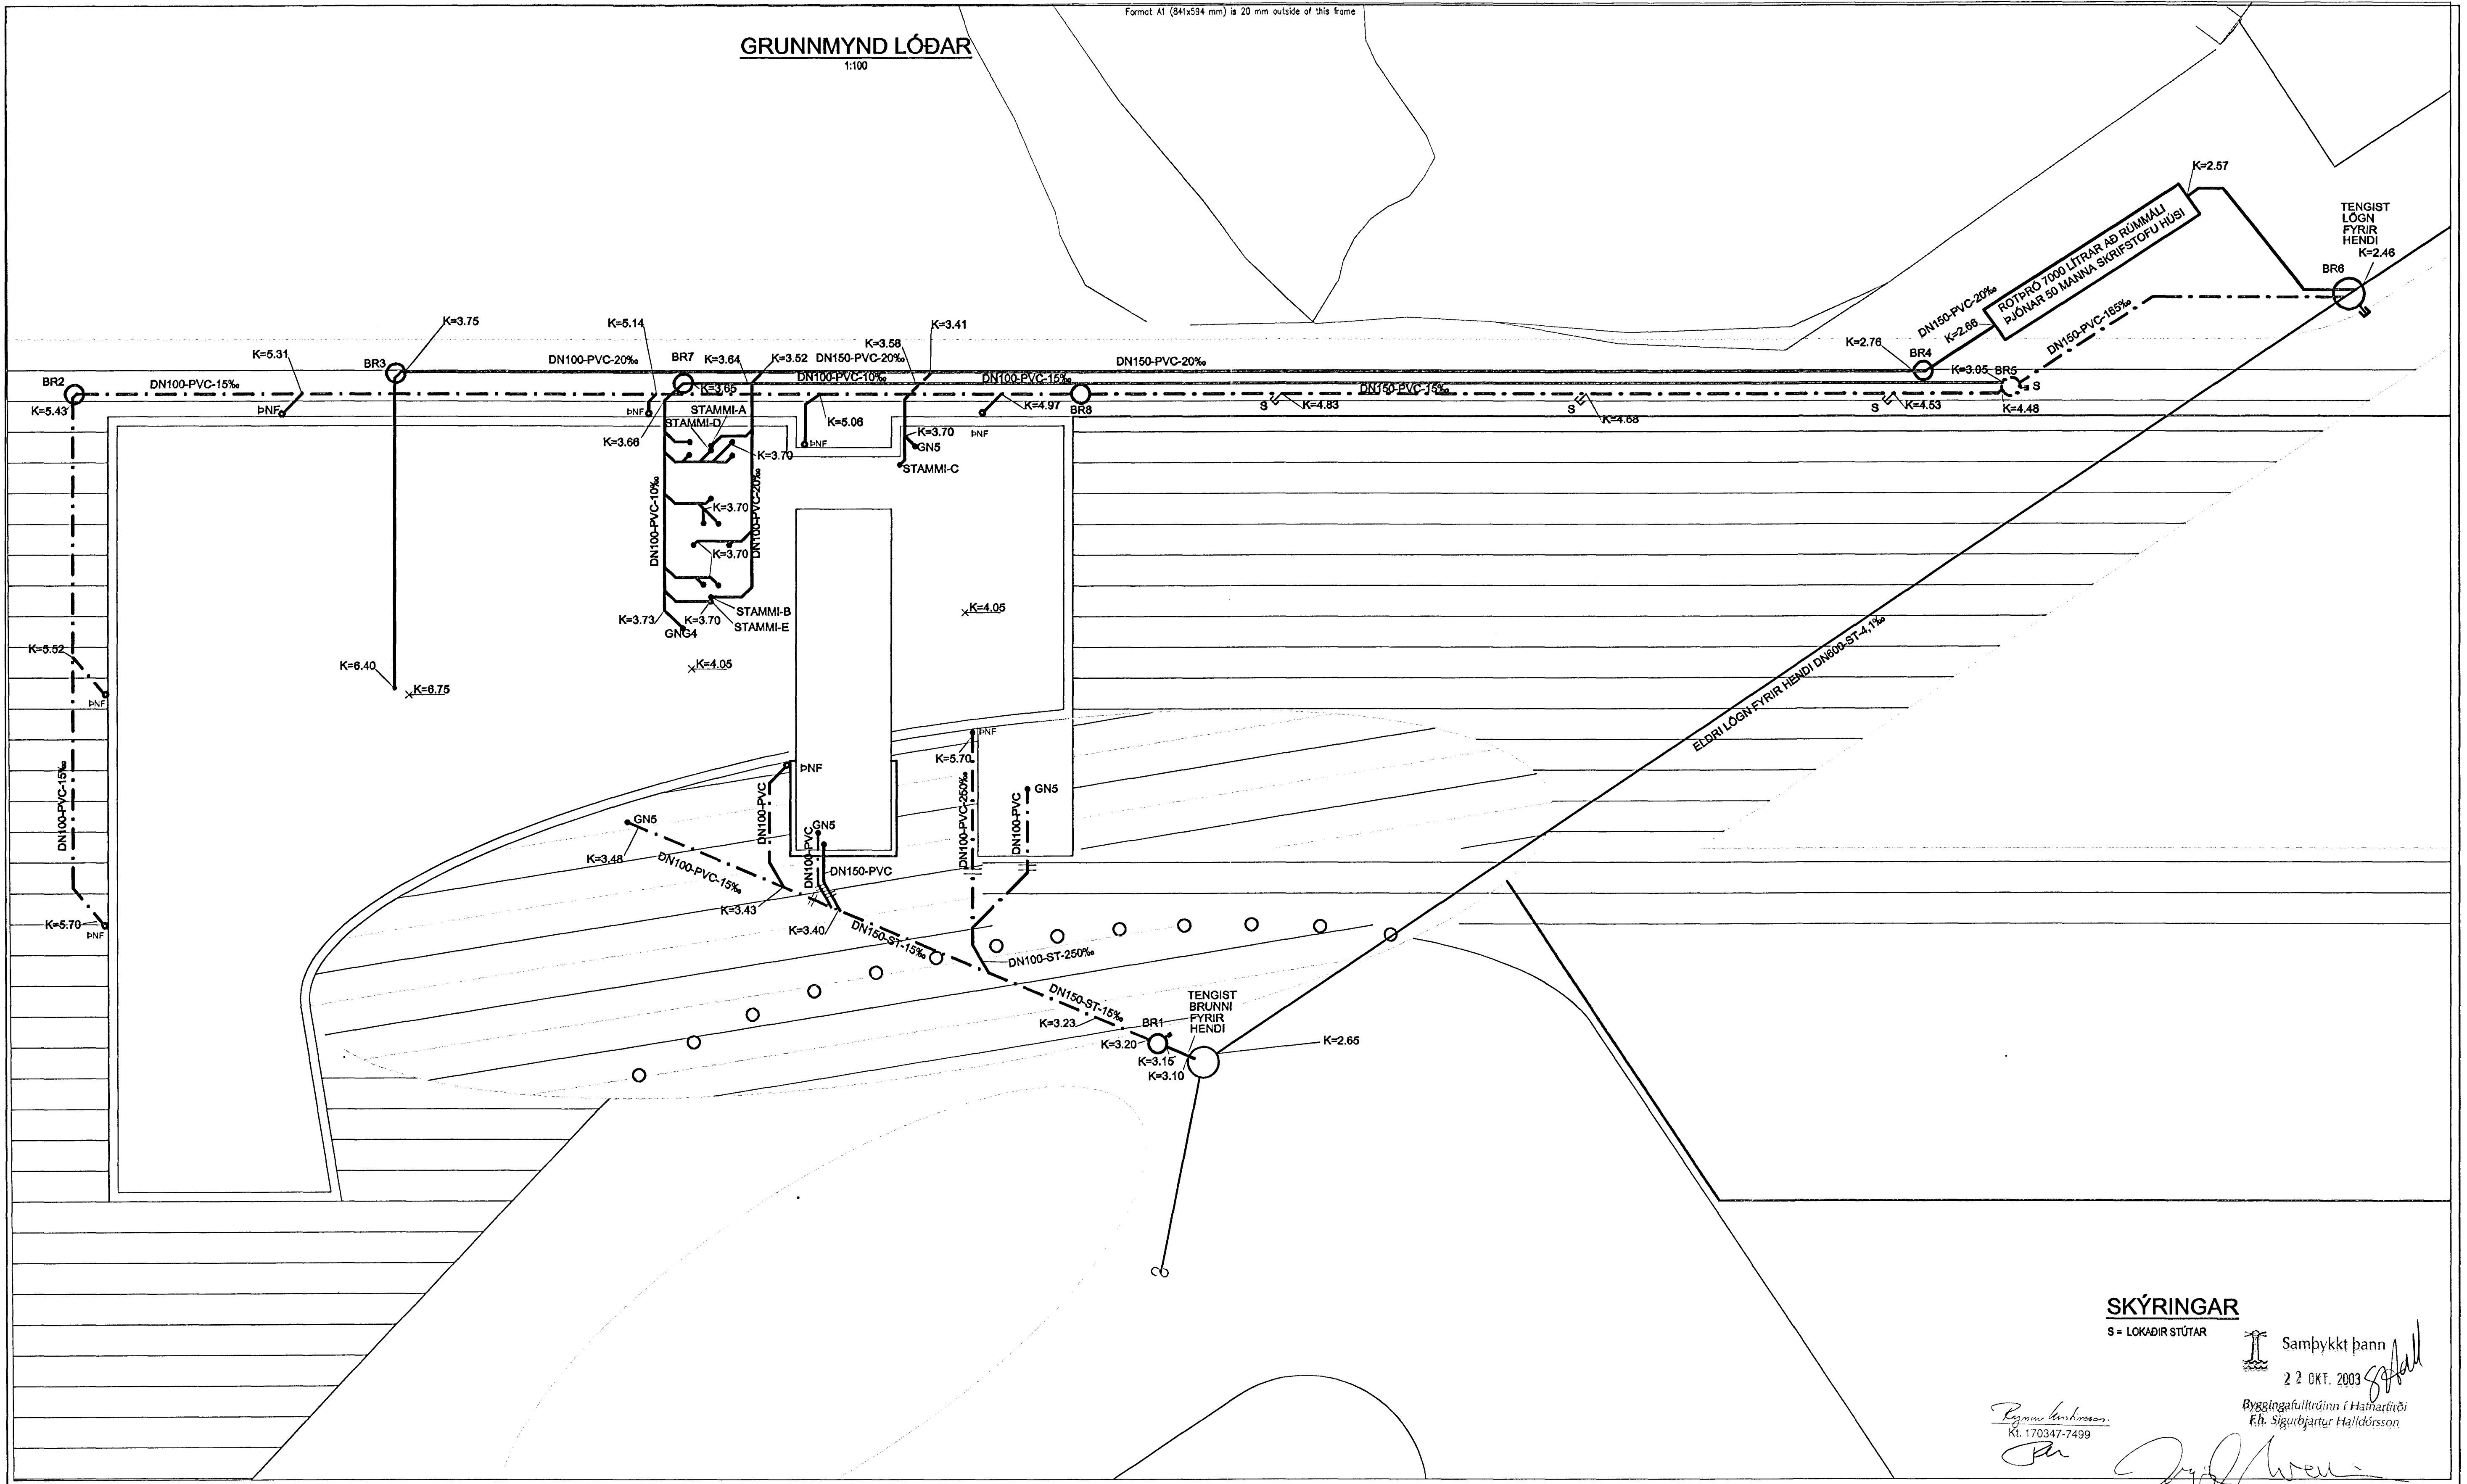 Format A1 (841x594 mm) is 20 mm outside of this frame
GRUNNMYND LÓÐAR
1:100
K=2.57
ROTÞRÓ 7000 LÍTRAR AÐ RÚMMÁLI
ÞJÓNAR 50 MANNA SKRIFSTOFU HÚSI
TENGIST
LÖGN
FYRIR
HENDI
K=2.46
BR6
DN150-PVC-20‰
K=2.66
DN150-PVC-165‰
K=3.75
K=5.14
K=3.41
K=3.58
K=2.76
BR4
K=5.31
BR3
DN100-PVC-20‰
BR7
K=3.64
K=3.52
DN150-PVC-20‰
DN150-PVC-20‰
BR2
DN100-PVC-15‰
K=3.65
DN100-PVC-10‰
DN100-PVC-15‰
DN150-PVC-15‰
K=3.05
BR5
S
K=5.43
ÞNF
ÞNF
STAMMI-A
STAMMI-D
K=5.06
K=4.97
BR8
S
K=4.83
S
K=4.68
S
K=4.53
K=4.48
K=3.66
K=3.70
ÞNF
K=3.70
GN5
ÞNF
STAMMI-C
DN100-PVC-10‰
DN100-PVC-20‰
K=3.70
K=3.70
K=3.73
K=3.70
STAMMI-B
STAMMI-E
GNG4
K=4.05
K=4.05
K=5.52
ÞNF
K=6.40
K=6.75
ELDRI LÖGN FYRIR HENDI DN600-ST-4,1‰
DN100-PVC-15‰
ÞNF
K=5.70
ÞNF
DN100-PVC
DN100-PVC-250‰
DN100-PVC
GN5
GN5
GN5
K=3.48
DN100-PVC-15‰
DN100-PVC
DN150-PVC
K=3.43
K=3.40
K=5.70
ÞNF
DN150-ST-15‰
DN100-ST-250‰
DN150-ST-15‰
TENGIST
BRUNNI
FYRIR
HENDI
K=3.23
BR1
K=3.20
K=3.15
K=3.10
K=2.65
SKÝRINGAR
S = LOKAÐIR STÚTAR
Samþykkt þann
22 OKT. 2003
Byggingafulltrúinn í Hafnarfirði
F.h. Sigurbjartur Halldórsson
Kt. 170347-7499